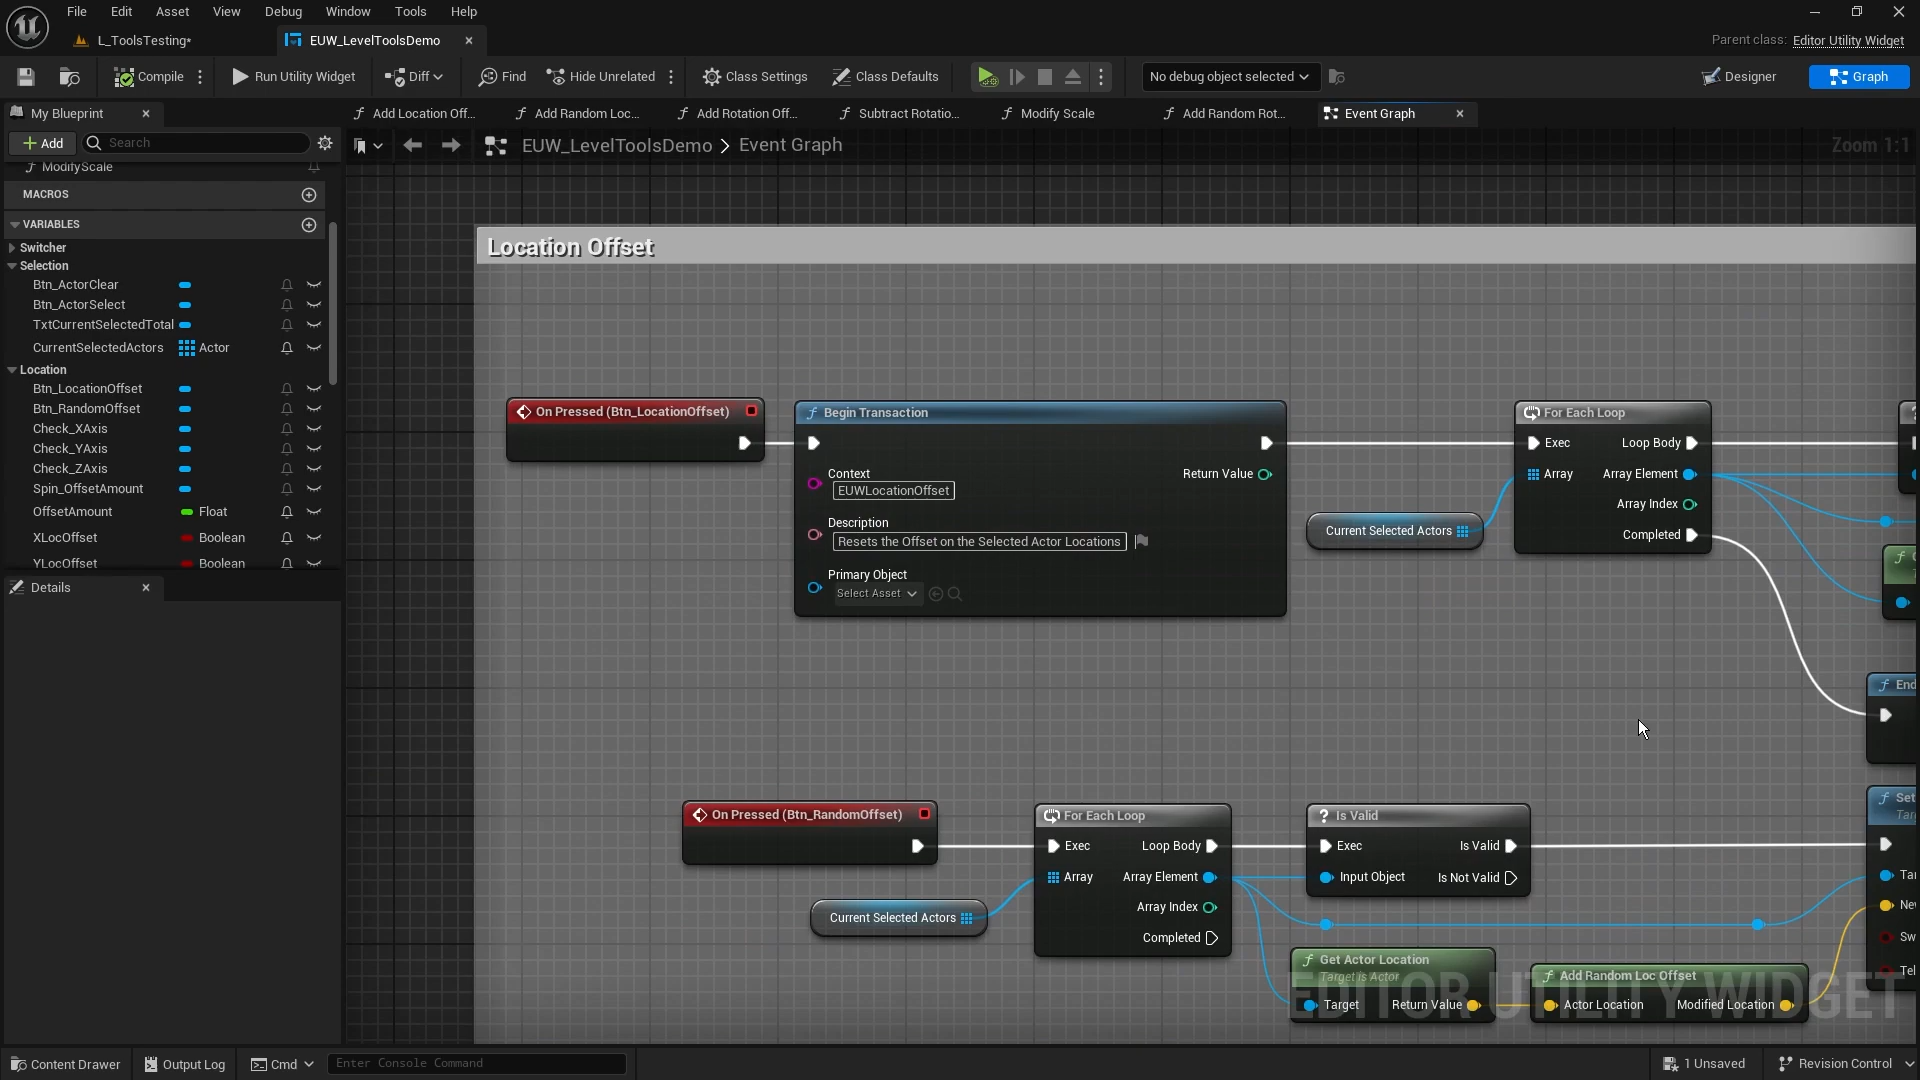 File Edit Asset View Debug Window Tools Help
L_ToolsTesting*
EUW_LevelToolsDemo
Parent class: Editor Utility Widget
Compile
Run Utility Widget
Diff
Find
Hide Unrelated
Class Settings
Class Defaults
No debug object selected
Designer
Graph
My Blueprint
Add Location Off...
Add Random Loc...
Add Rotation Off...
Subtract Rotatio...
Modify Scale
Add Random Rot...
Event Graph
Add
Search
EUW_LevelToolsDemo > Event Graph
Zoom 1:1
ModifyScale
MACROS
VARIABLES
Switcher
Selection
Btn_ActorClear
Btn_ActorSelect
TxtCurrentSelectedTotal
CurrentSelectedActors Actor
Location
Btn_LocationOffset
Btn_RandomOffset
Check_XAxis
Check_YAxis
Check_ZAxis
Spin_OffsetAmount
OffsetAmount Float
XLocOffset Boolean
YLocOffset Boolean
Details
Location Offset
On Pressed (Btn_LocationOffset)
Begin Transaction
Context
EUWLocationOffset
Return Value
Description
Resets the Offset on the Selected Actor Locations
Primary Object
Select Asset
Current Selected Actors
For Each Loop
Exec Loop Body
Array Array Element
Array Index
Completed
End
On Pressed (Btn_RandomOffset)
Current Selected Actors
For Each Loop
Exec Loop Body
Array Array Element
Array Index
Completed
Is Valid
Exec Is Valid
Input Object Is Not Valid
Get Actor Location
Target is Actor
Target Return Value
Add Random Loc Offset
Actor Location Modified Location
Set
Tar
Tar
New
Sw
Tel
EDITOR UTILITY WIDGET
Content Drawer
Output Log
Cmd
Enter Console Command
1 Unsaved
Revision Control